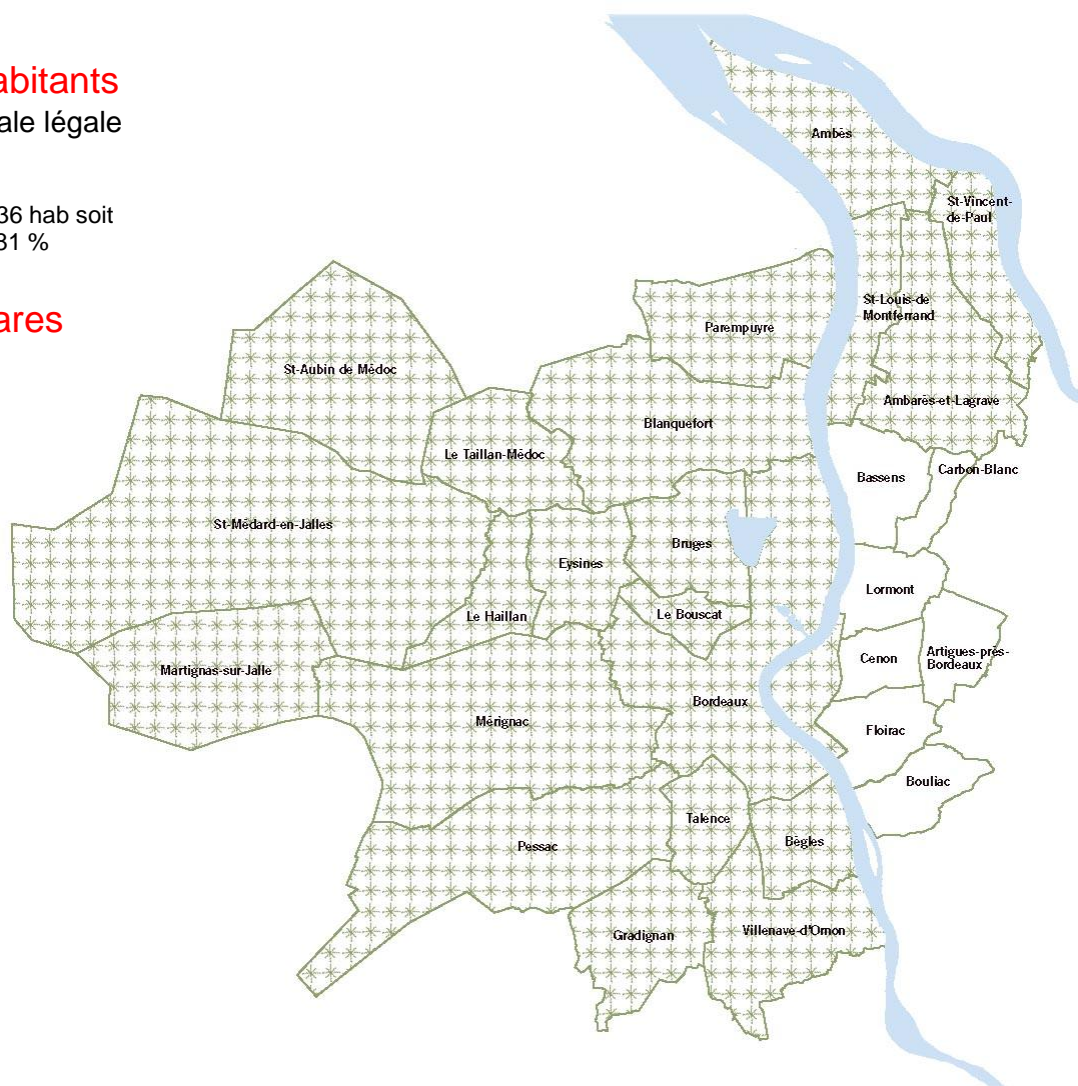 abitants
ale légale
36 hab soit
31 %
ares
Ambès
St-Vincent-
de-Paul
St-Louis-de
Montferrand
Parempuyre
St-Aubin de Médoc
Ambarès-et-Lagrave
Blanquefort
Le Taillan-Médoc
Carbon-Blanc
Bassens
St-Médard-en-Jalles
Bruges
Eysines
Lormont
Le Haillan
Le Bouscat
Cenon
Artigues-près-
Bordeaux
Martignas-sur-Jalle
Bordeaux
Mérignac
Floirac
Bouliac
Talence
Bègles
Pessac
Gradignan
Villenave-d'Ornon